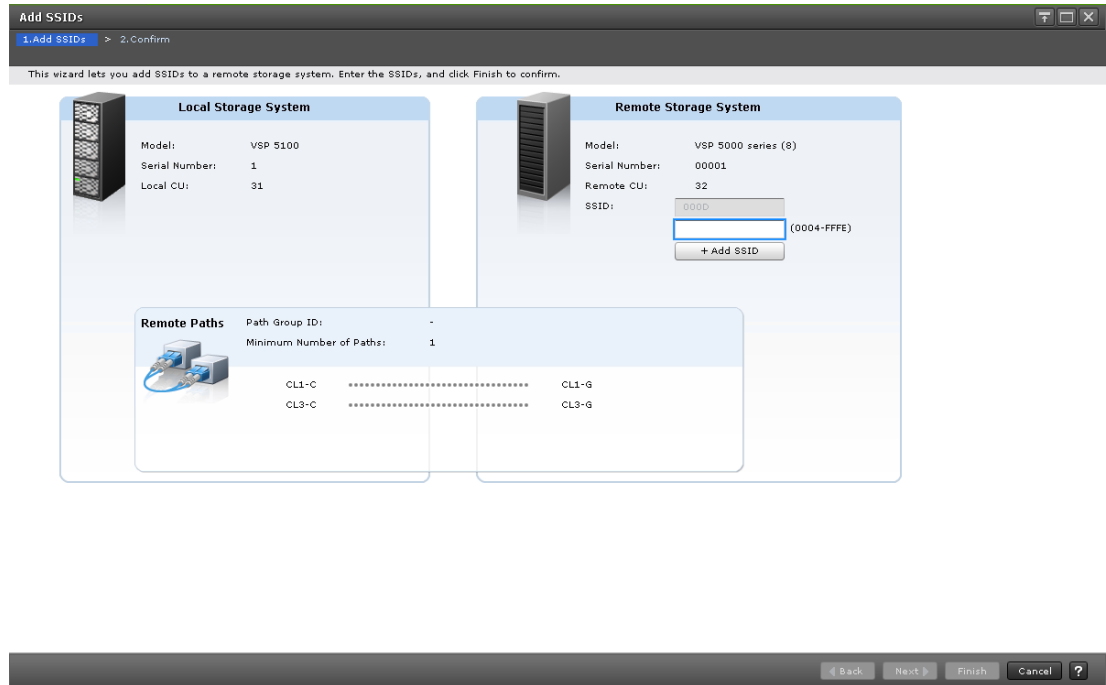 Add SSIDs
1.Add SSIDs > 2.Confirm
This wizard lets you add SSIDs to a remote storage system. Enter the SSIDs, and click Finish to confirm.
Local Storage System
Model: VSP 5100
Serial Number: 1
Local CU: 31
Remote Storage System
Model: VSP 5000 series (8)
Serial Number: 00001
Remote CU: 32
SSID: 000D
(0004-FFFE)
+ Add SSID
Remote Paths
Path Group ID: -
Minimum Number of Paths: 1
CL1-C CL1-G
CL3-C CL3-G
Back Next Finish Cancel ?